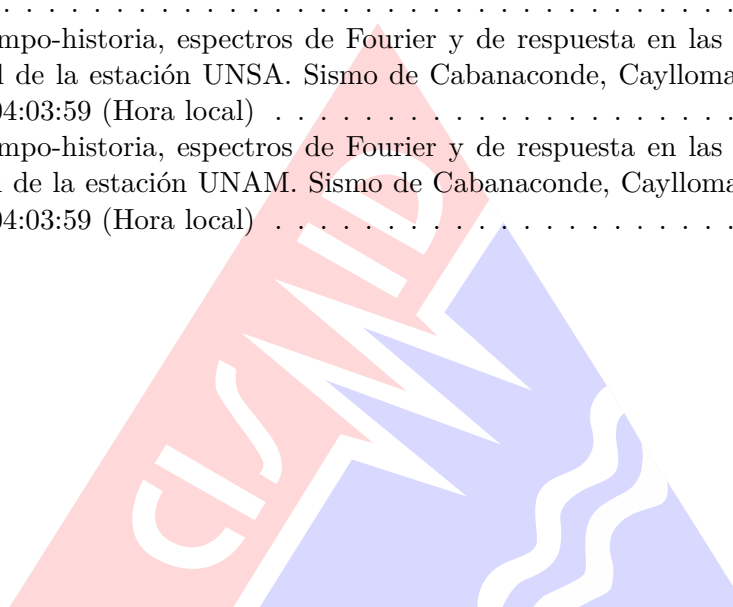 . . . . . . . . . . . . . . . . . . . . . . . . . . . . . . . . . . . . . . . .
mpo-historia, espectros de Fourier y de respuesta en las
l de la estación UNSA. Sismo de Cabanaconde, Caylloma
04:03:59 (Hora local) . . . . . . . . . . . . . . . . . . . . .
mpo-historia, espectros de Fourier y de respuesta en las
l de la estación UNAM. Sismo de Cabanaconde, Caylloma
04:03:59 (Hora local) . . . . . . . . . . . . . . . . . . . . .
CISMID